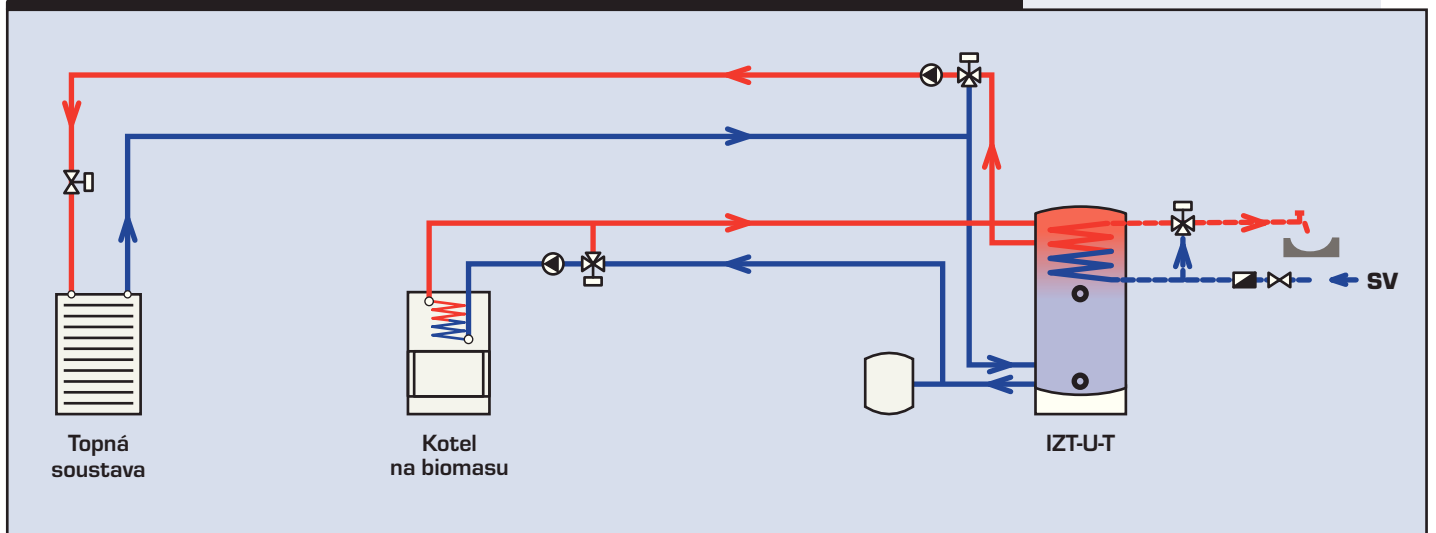 SV
Topná
soustava
Kotel
na biomasu
IZT-U-T